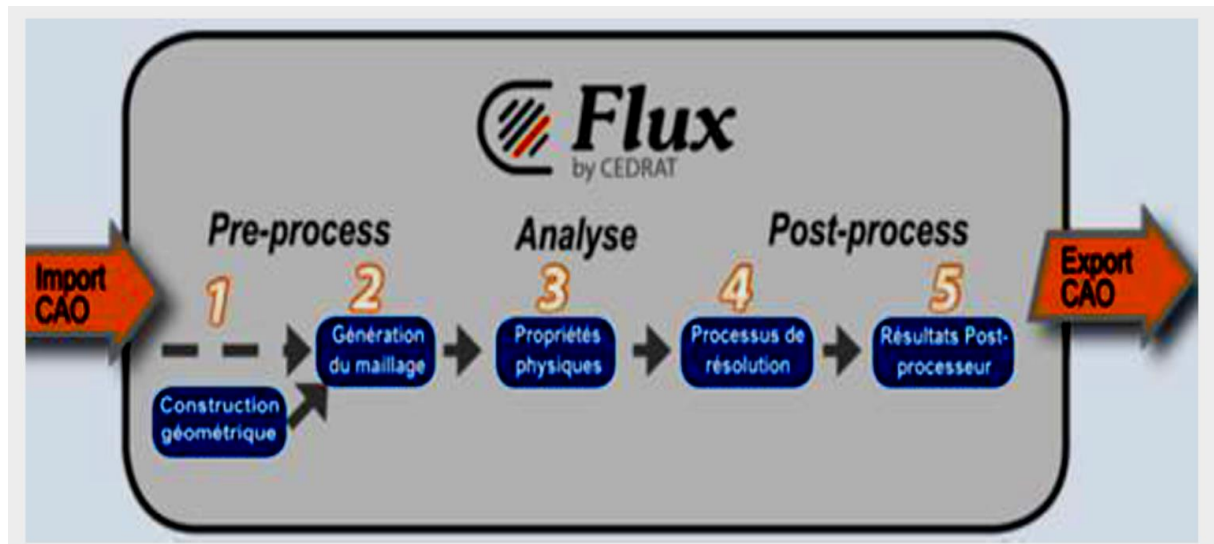 Flux
by CEDRAT
Pre-process
Analyse
Post-process
Import
CAO
Export
CAO
1
2
3
4
5
Génération
du maillage
Propriétés
physiques
Processus de
résolution
Résultats Post-
processeur
Construction
géométrique